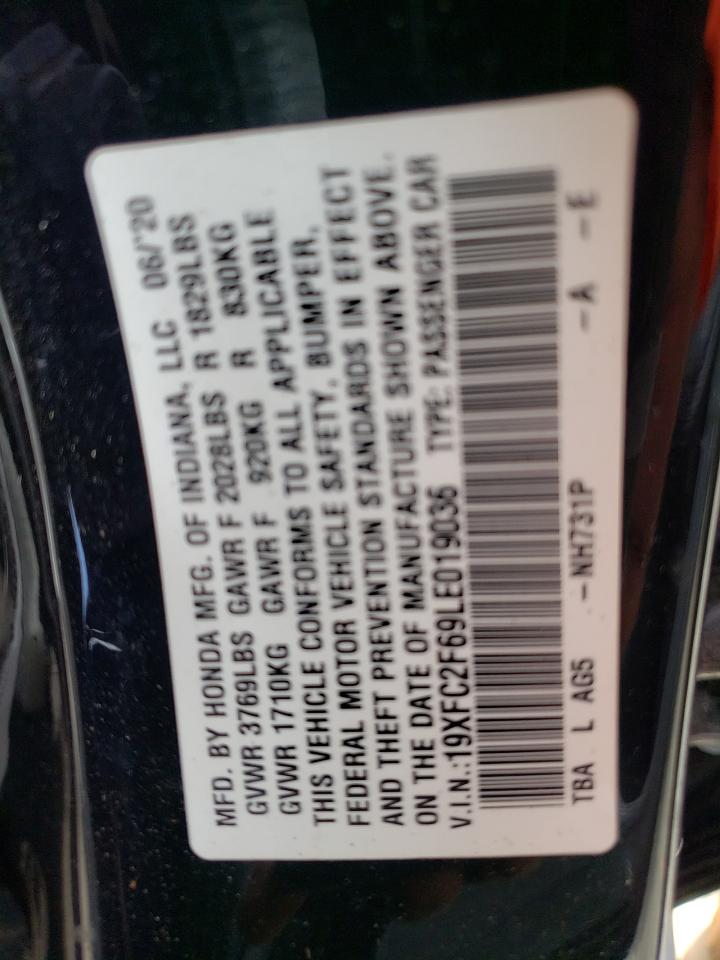 MFD. BY HONDA MFG. OF INDIANA, LLC 06/'20
GVWR 3769LBS GAWR F 2028LBS R 1829LBS
GVWR 1710KG GAWR F 920KG R 830KG
THIS VEHICLE CONFORMS TO ALL APPLICABLE
FEDERAL MOTOR VEHICLE SAFETY, BUMPER,
AND THEFT PREVENTION STANDARDS IN EFFECT
ON THE DATE OF MANUFACTURE SHOWN ABOVE.
V.I.N.:19XFC2F69LE019036 TYPE: PASSENGER CAR
TBA L AG5 -NH731P -A -E